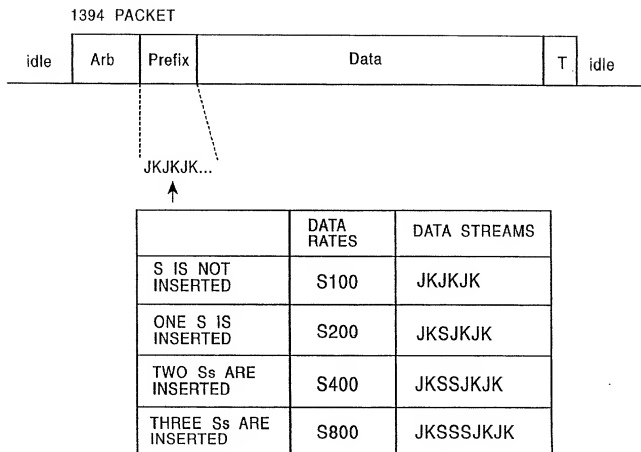 1394 PACKET
idle Arb Prefix Data T idle
JKJKJK...
DATA RATES DATA STREAMS
S IS NOT INSERTED S100 JKJKJK
ONE S IS INSERTED S200 JKSJKJK
TWO Ss ARE INSERTED S400 JKSSJKJK
THREE Ss ARE INSERTED S800 JKSSSJKJK